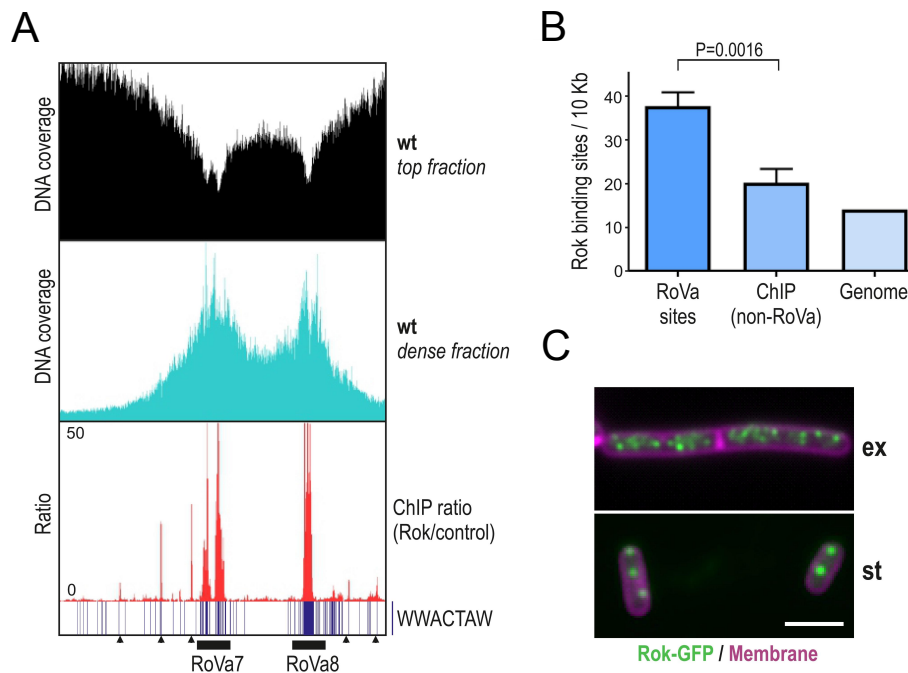 A
DNA coverage
wt
top fraction
DNA coverage
wt
dense fraction
50
Ratio
0
ChIP ratio
(Rok/control)
WWACTAW
RoVa7
RoVa8
B
P=0.0016
Rok binding sites / 10 Kb
40
30
20
10
0
RoVa
sites
ChIP
(non-RoVa)
Genome
C
ex
st
Rok-GFP / Membrane